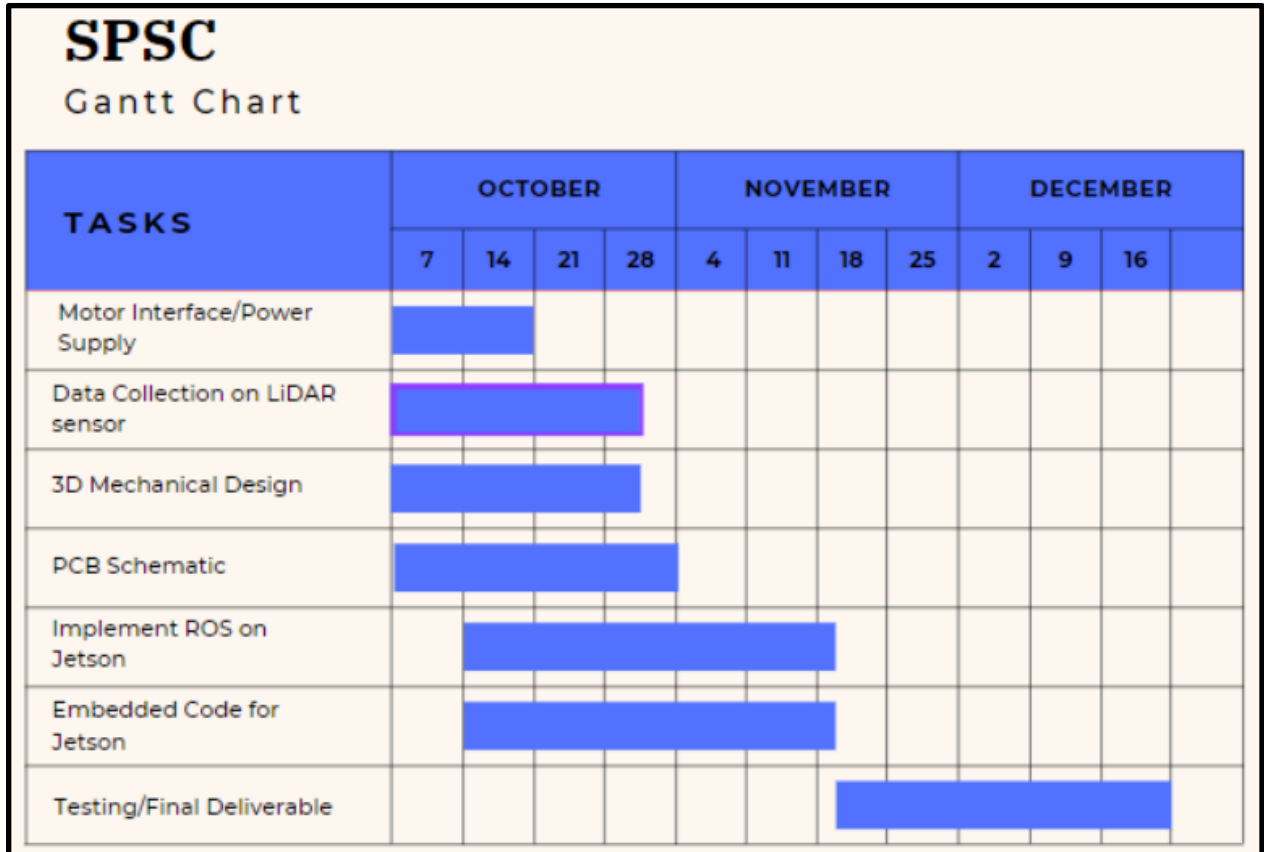 SPSC
Gantt Chart
TASKS
OCTOBER NOVEMBER DECEMBER
7 14 21 28 4 11 18 25 2 9 16
Motor Interface/Power
Supply
Data Collection on LiDAR
sensor
3D Mechanical Design
PCB Schematic
Implement ROS on
Jetson
Embedded Code for
Jetson
Testing/Final Deliverable